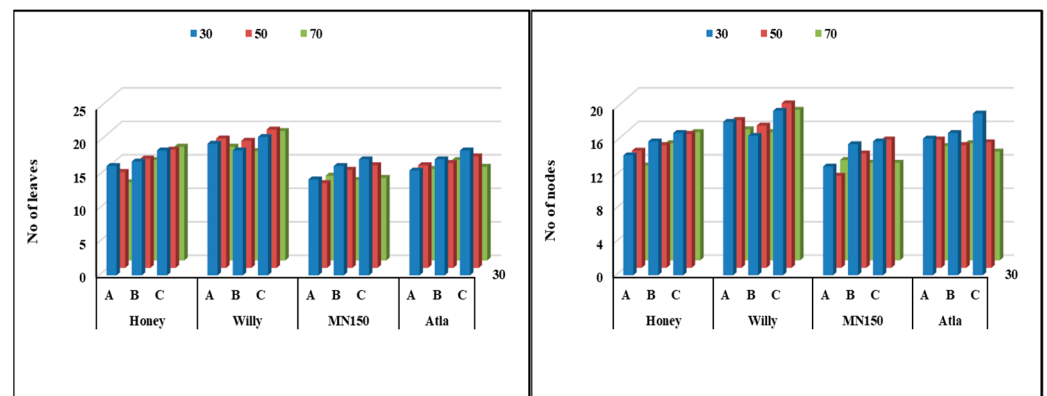 30 50 70
No of leaves
25
20
15
10
5
0
30
A B C A B C A B C A B C
Honey Willy MN150 Atla
30 50 70
No of nodes
20
16
12
8
4
0
30
A B C A B C A B C A B C
Honey Willy MN150 Atla